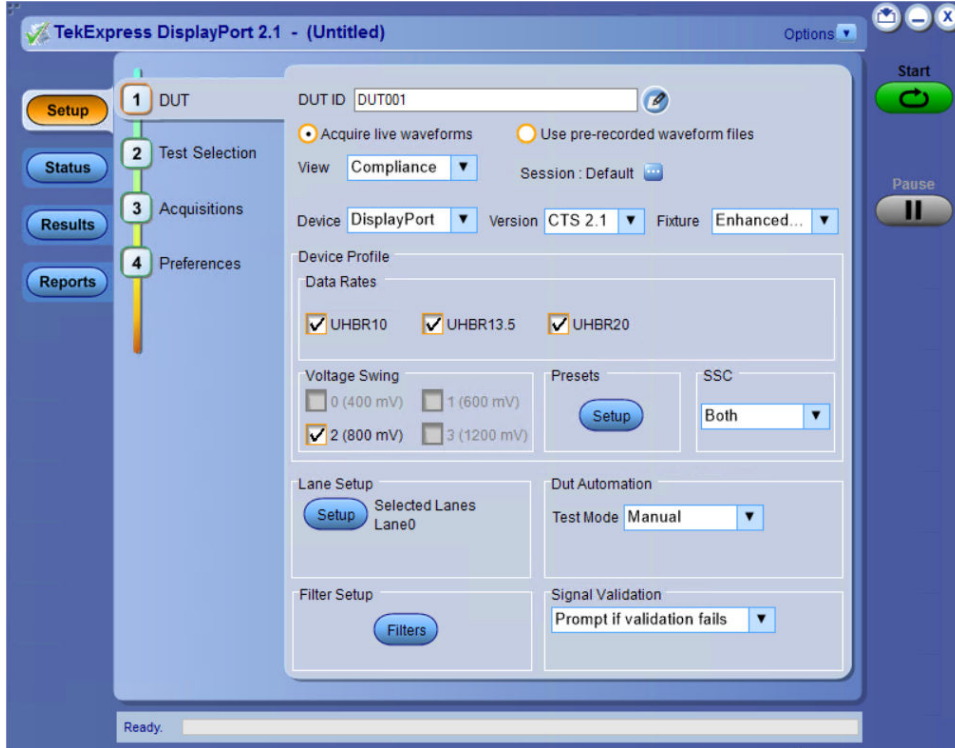 TekExpress DisplayPort 2.1 - (Untitled)
Options
Start
Pause
Setup
Status
Results
Reports
1 DUT
2 Test Selection
3 Acquisitions
4 Preferences
DUT ID DUT001
Acquire live waveforms Use pre-recorded waveform files
View Compliance Session : Default
Device DisplayPort Version CTS 2.1 Fixture Enhanced...
Device Profile
Data Rates
UHBR10 UHBR13.5 UHBR20
Voltage Swing
0 (400 mV) 1 (600 mV)
2 (800 mV) 3 (1200 mV)
Presets
Setup
SSC
Both
Lane Setup
Setup Selected Lanes
Lane0
Dut Automation
Test Mode Manual
Filter Setup
Filters
Signal Validation
Prompt if validation fails
Ready.